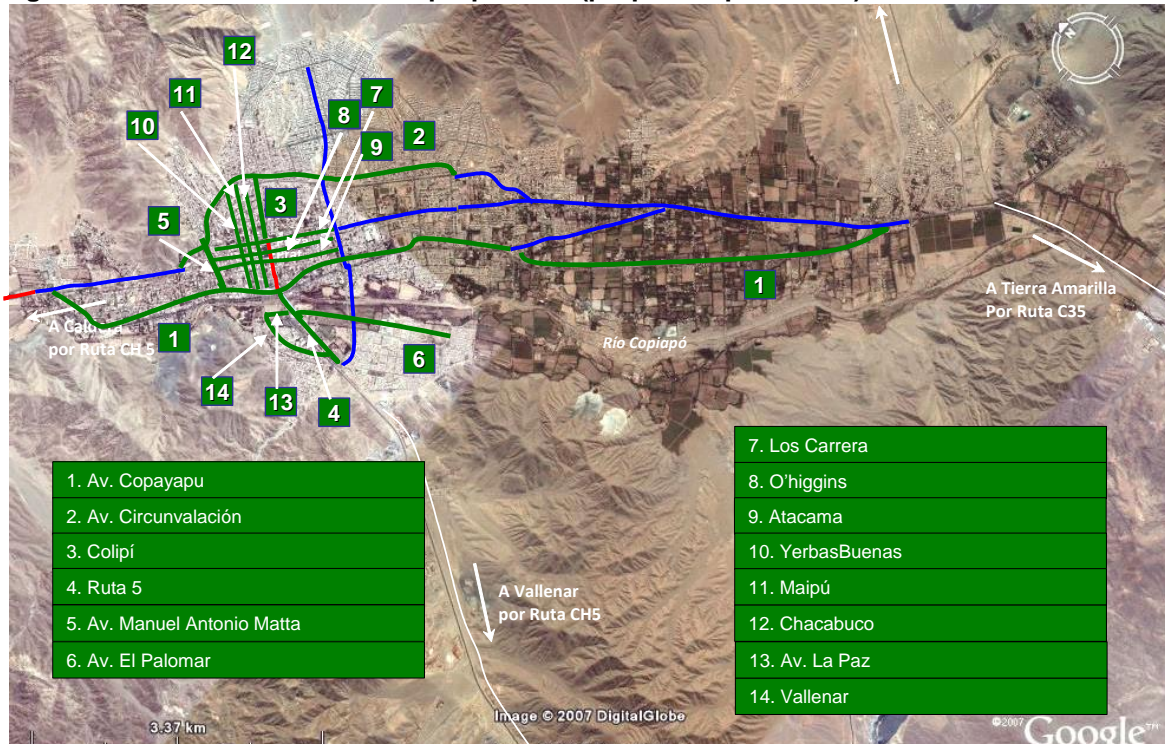 12
11
7
10
8
2
9
3
5
1
A Tierra Amarilla
Por Ruta C35
A Caldera
por Ruta CH 5
1
Río Copiapó
6
14
13
4
1. Av. Copayapu
2. Av. Circunvalación
3. Colipí
4. Ruta 5
5. Av. Manuel Antonio Matta
6. Av. El Palomar
7. Los Carrera
8. O'higgins
9. Atacama
10. YerbasBuenas
11. Maipú
12. Chacabuco
13. Av. La Paz
14. Vallenar
A Vallenar
por Ruta CH5
3.37 km
Image © 2007 DigitalGlobe
©2007 Google™